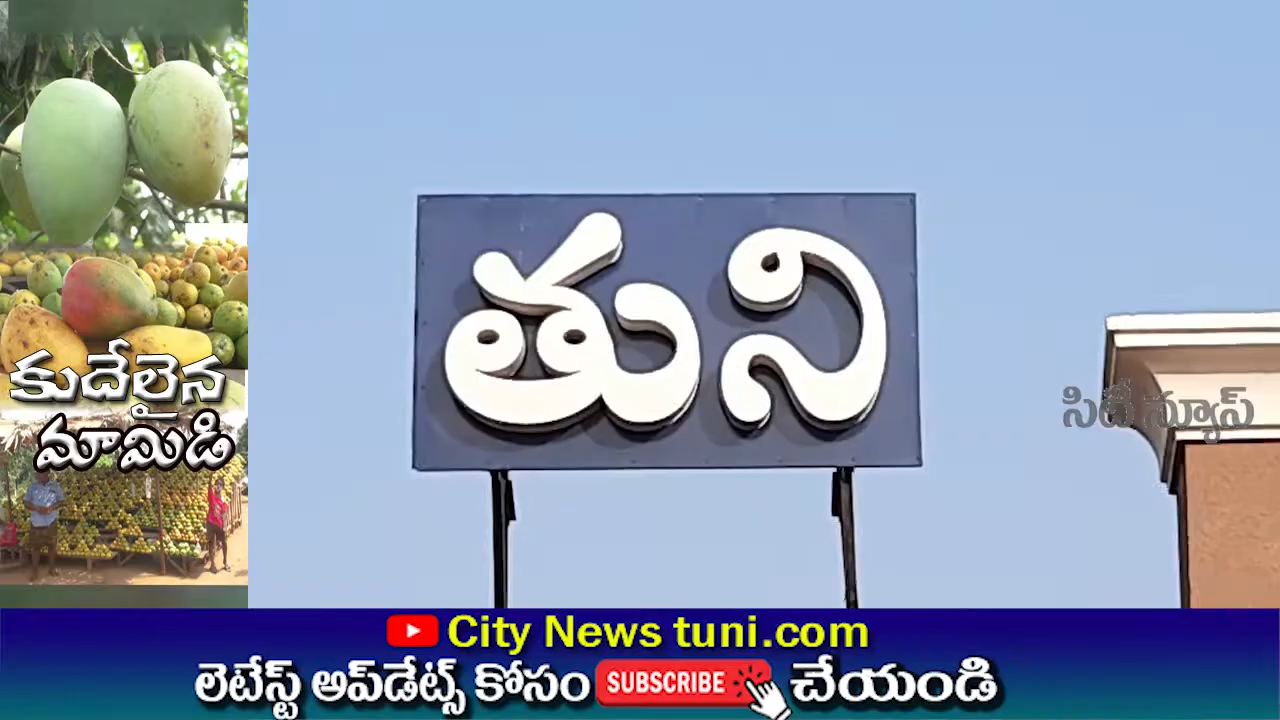 తుని
కుదేలైన
మామిడి
సిటీ న్యూస్
City News tuni.com
లెటేస్ట్ అప్‌డేట్స్ కోసం SUBSCRIBE చేయండి